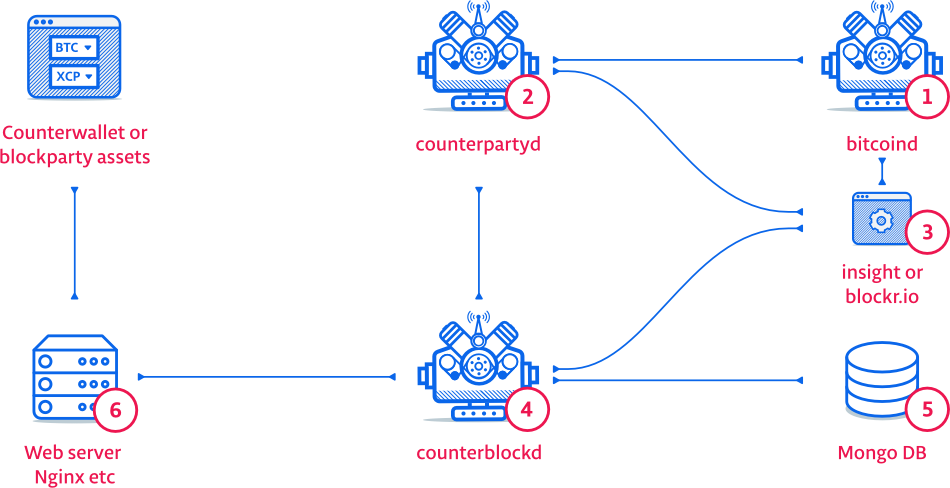 BTC
XCP
Counterwallet or
blockparty assets
2
counterpartyd
1
bitcoind
3
insight or
blockr.io
6
Web server
Nginx etc
4
counterblockd
5
Mongo DB